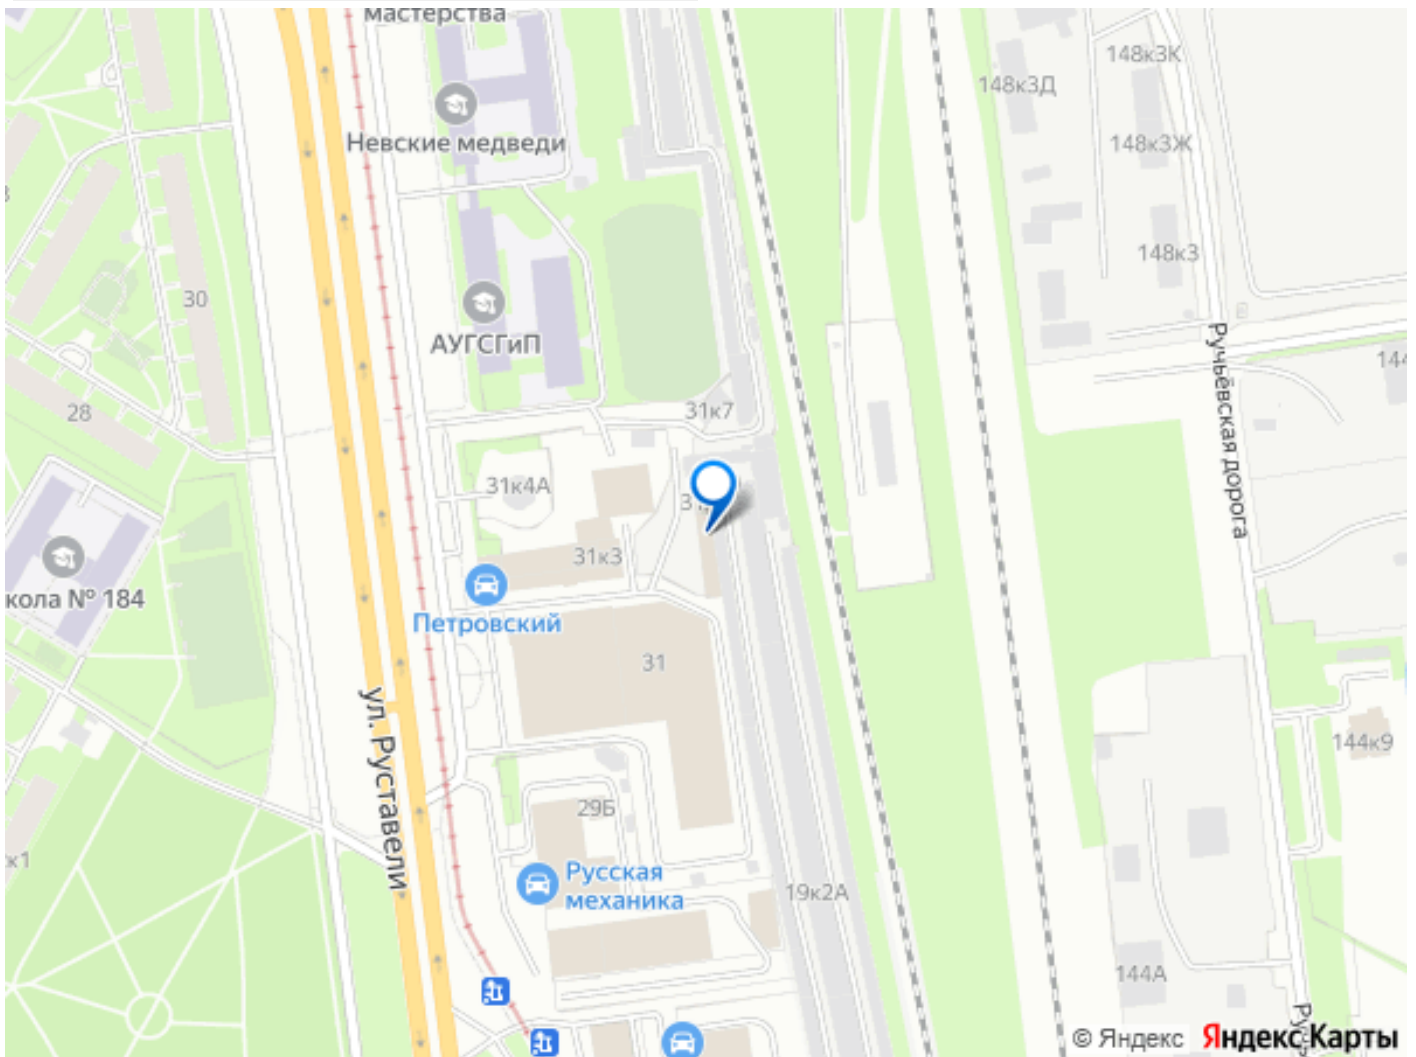 мастерства
148к3К
148к3Д
Невские медведи
148к3Ж
148к3
30
АУГСГиП
144
28
31к7
31к4А
Ручьёвская дорога
31к3
кола № 184
Петровский
31
ул. Руставели
144к9
29Б
к1
Русская
механика
19к2А
144А
© Яндекс
Яндекс Карты